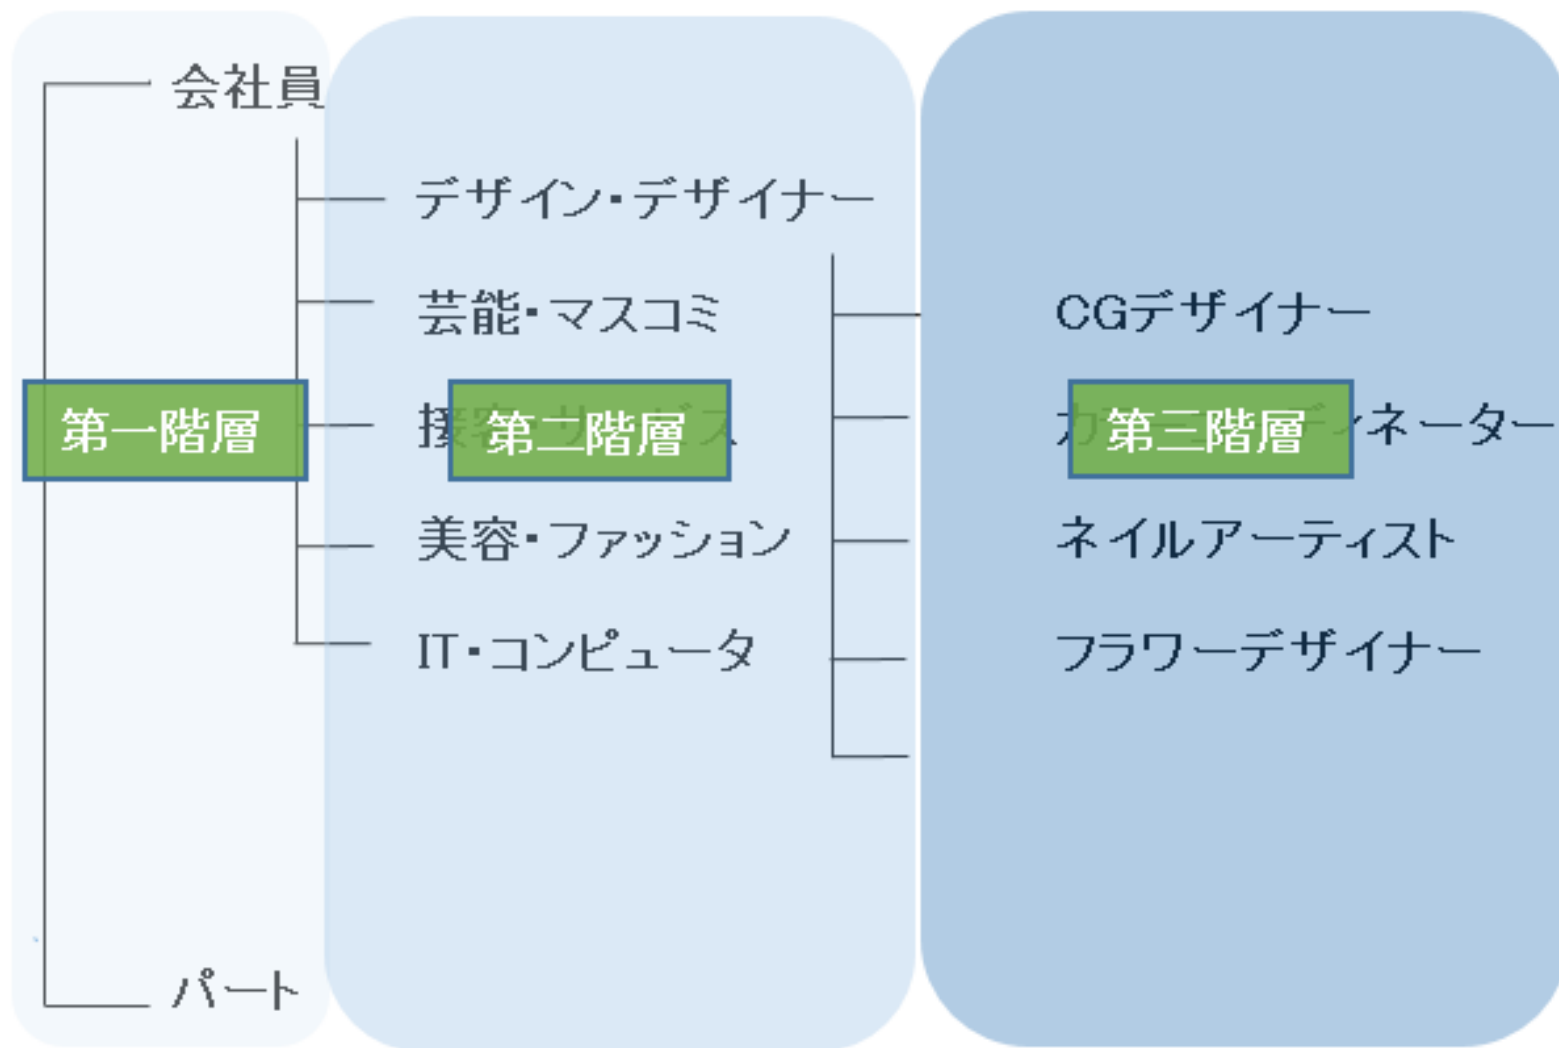 会社員
デザイン・デザイナー
芸能・マスコミ
CGデザイナー
第一階層
第二階層
第三階層
ネーター
美容・ファッション
ネイルアーティスト
IT・コンピュータ
フラワーデザイナー
パート